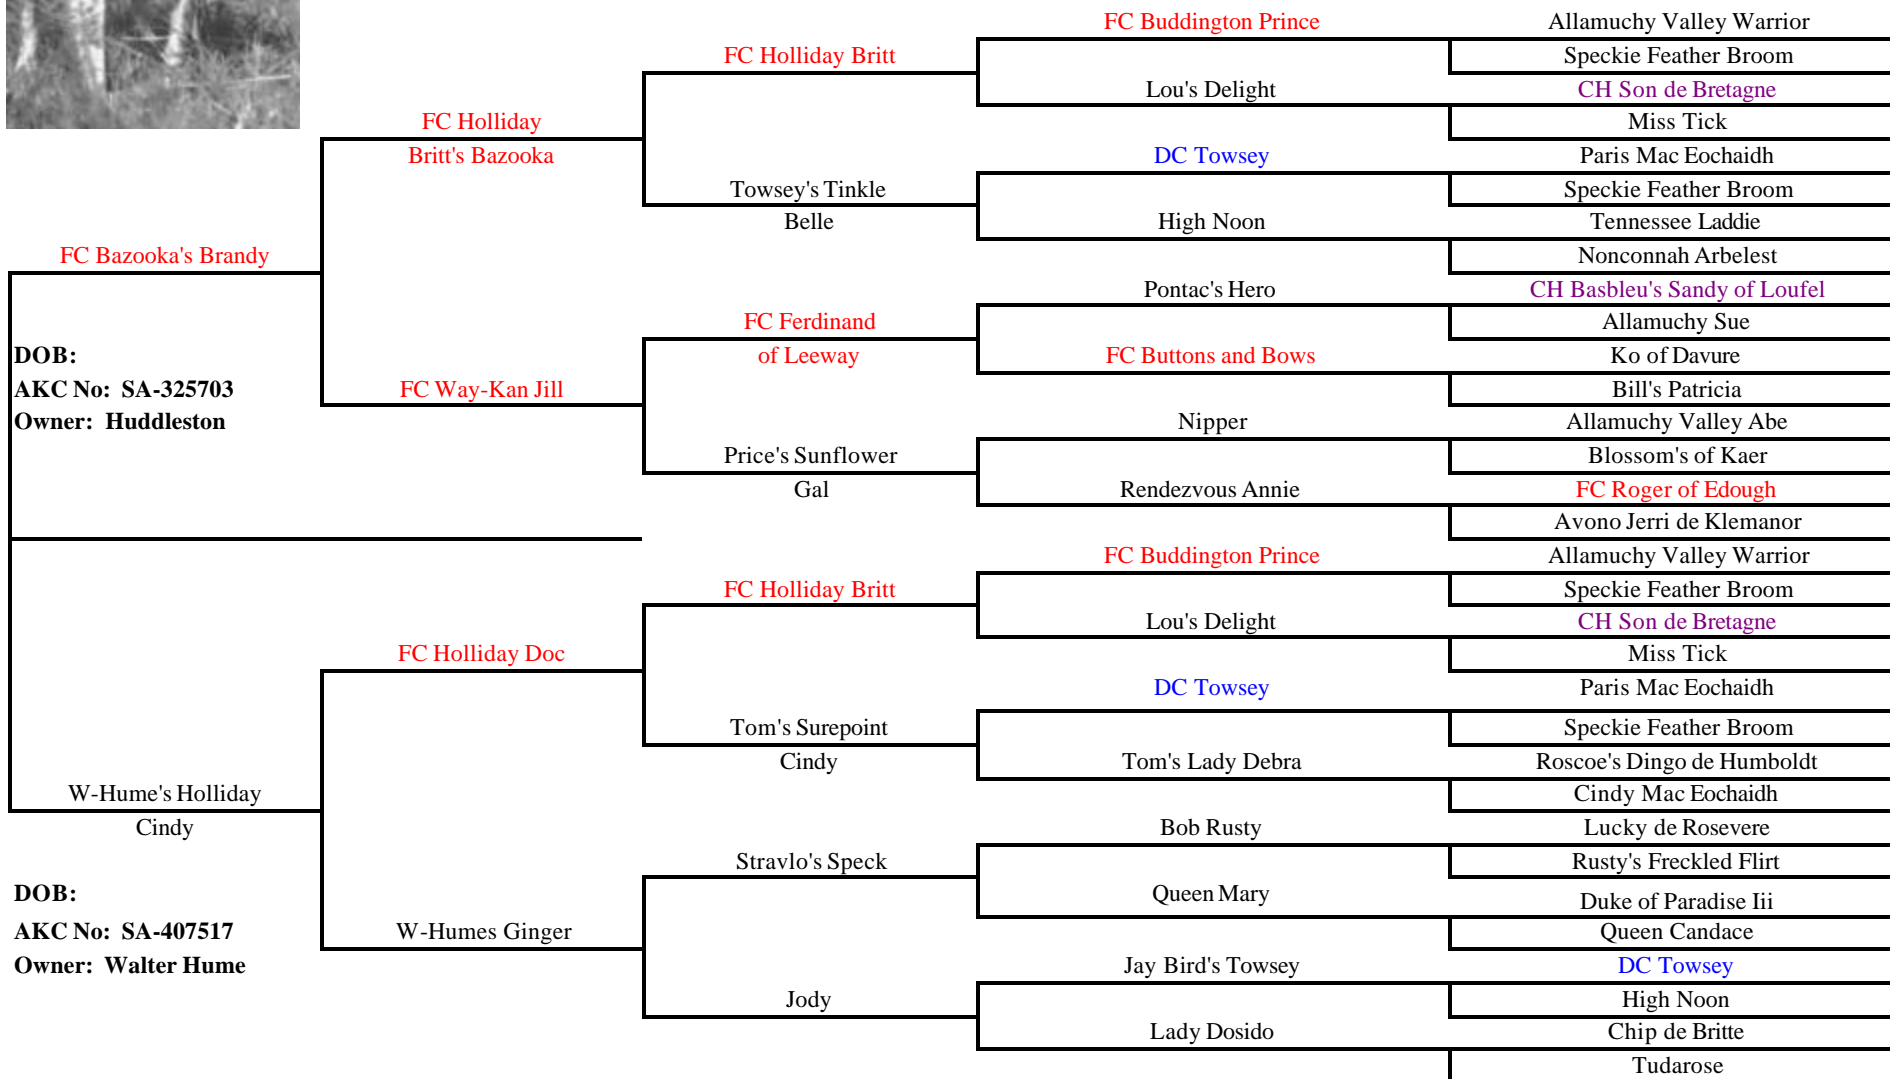 FC Buddington Prince
Allamuchy Valley Warrior
FC Holliday Britt
Speckie Feather Broom
Lou's Delight
CH Son de Bretagne
FC Holliday
Miss Tick
Britt's Bazooka
DC Towsey
Paris Mac Eochaidh
Towsey's Tinkle
Speckie Feather Broom
Belle
High Noon
Tennessee Laddie
FC Bazooka's Brandy
Nonconnah Arbelest
Pontac's Hero
CH Basbleu's Sandy of Loufel
FC Ferdinand
Allamuchy Sue
DOB:
of Leeway
FC Buttons and Bows
Ko of Davure
AKC No: SA-325703
FC Way-Kan Jill
Bill's Patricia
Owner: Huddleston
Nipper
Allamuchy Valley Abe
Price's Sunflower
Blossom's of Kaer
Gal
Rendezvous Annie
FC Roger of Edough
Avono Jerri de Klemanor
FC Buddington Prince
Allamuchy Valley Warrior
FC Holliday Britt
Speckie Feather Broom
Lou's Delight
CH Son de Bretagne
FC Holliday Doc
Miss Tick
DC Towsey
Paris Mac Eochaidh
Tom's Surepoint
Speckie Feather Broom
Cindy
Tom's Lady Debra
Roscoe's Dingo de Humboldt
W-Hume's Holliday
Cindy Mac Eochaidh
Cindy
Bob Rusty
Lucky de Rosevere
Stravlo's Speck
Rusty's Freckled Flirt
DOB:
Queen Mary
Duke of Paradise Iii
AKC No: SA-407517
W-Humes Ginger
Queen Candace
Owner: Walter Hume
Jay Bird's Towsey
DC Towsey
Jody
High Noon
Lady Dosido
Chip de Britte
Tudarose